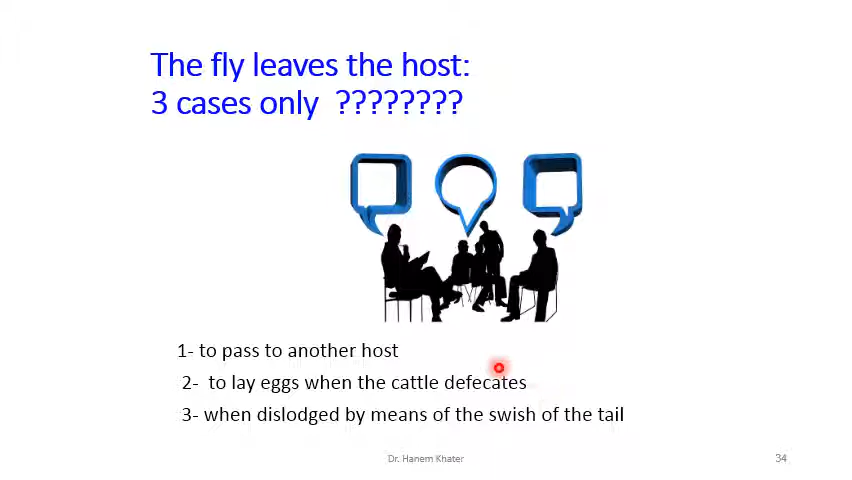 The fly leaves the host:
3 cases only ????????
1- to pass to another host
2- to lay eggs when the cattle defecates
3- when dislodged by means of the swish of the tail
Dr. Hanem Khater
34